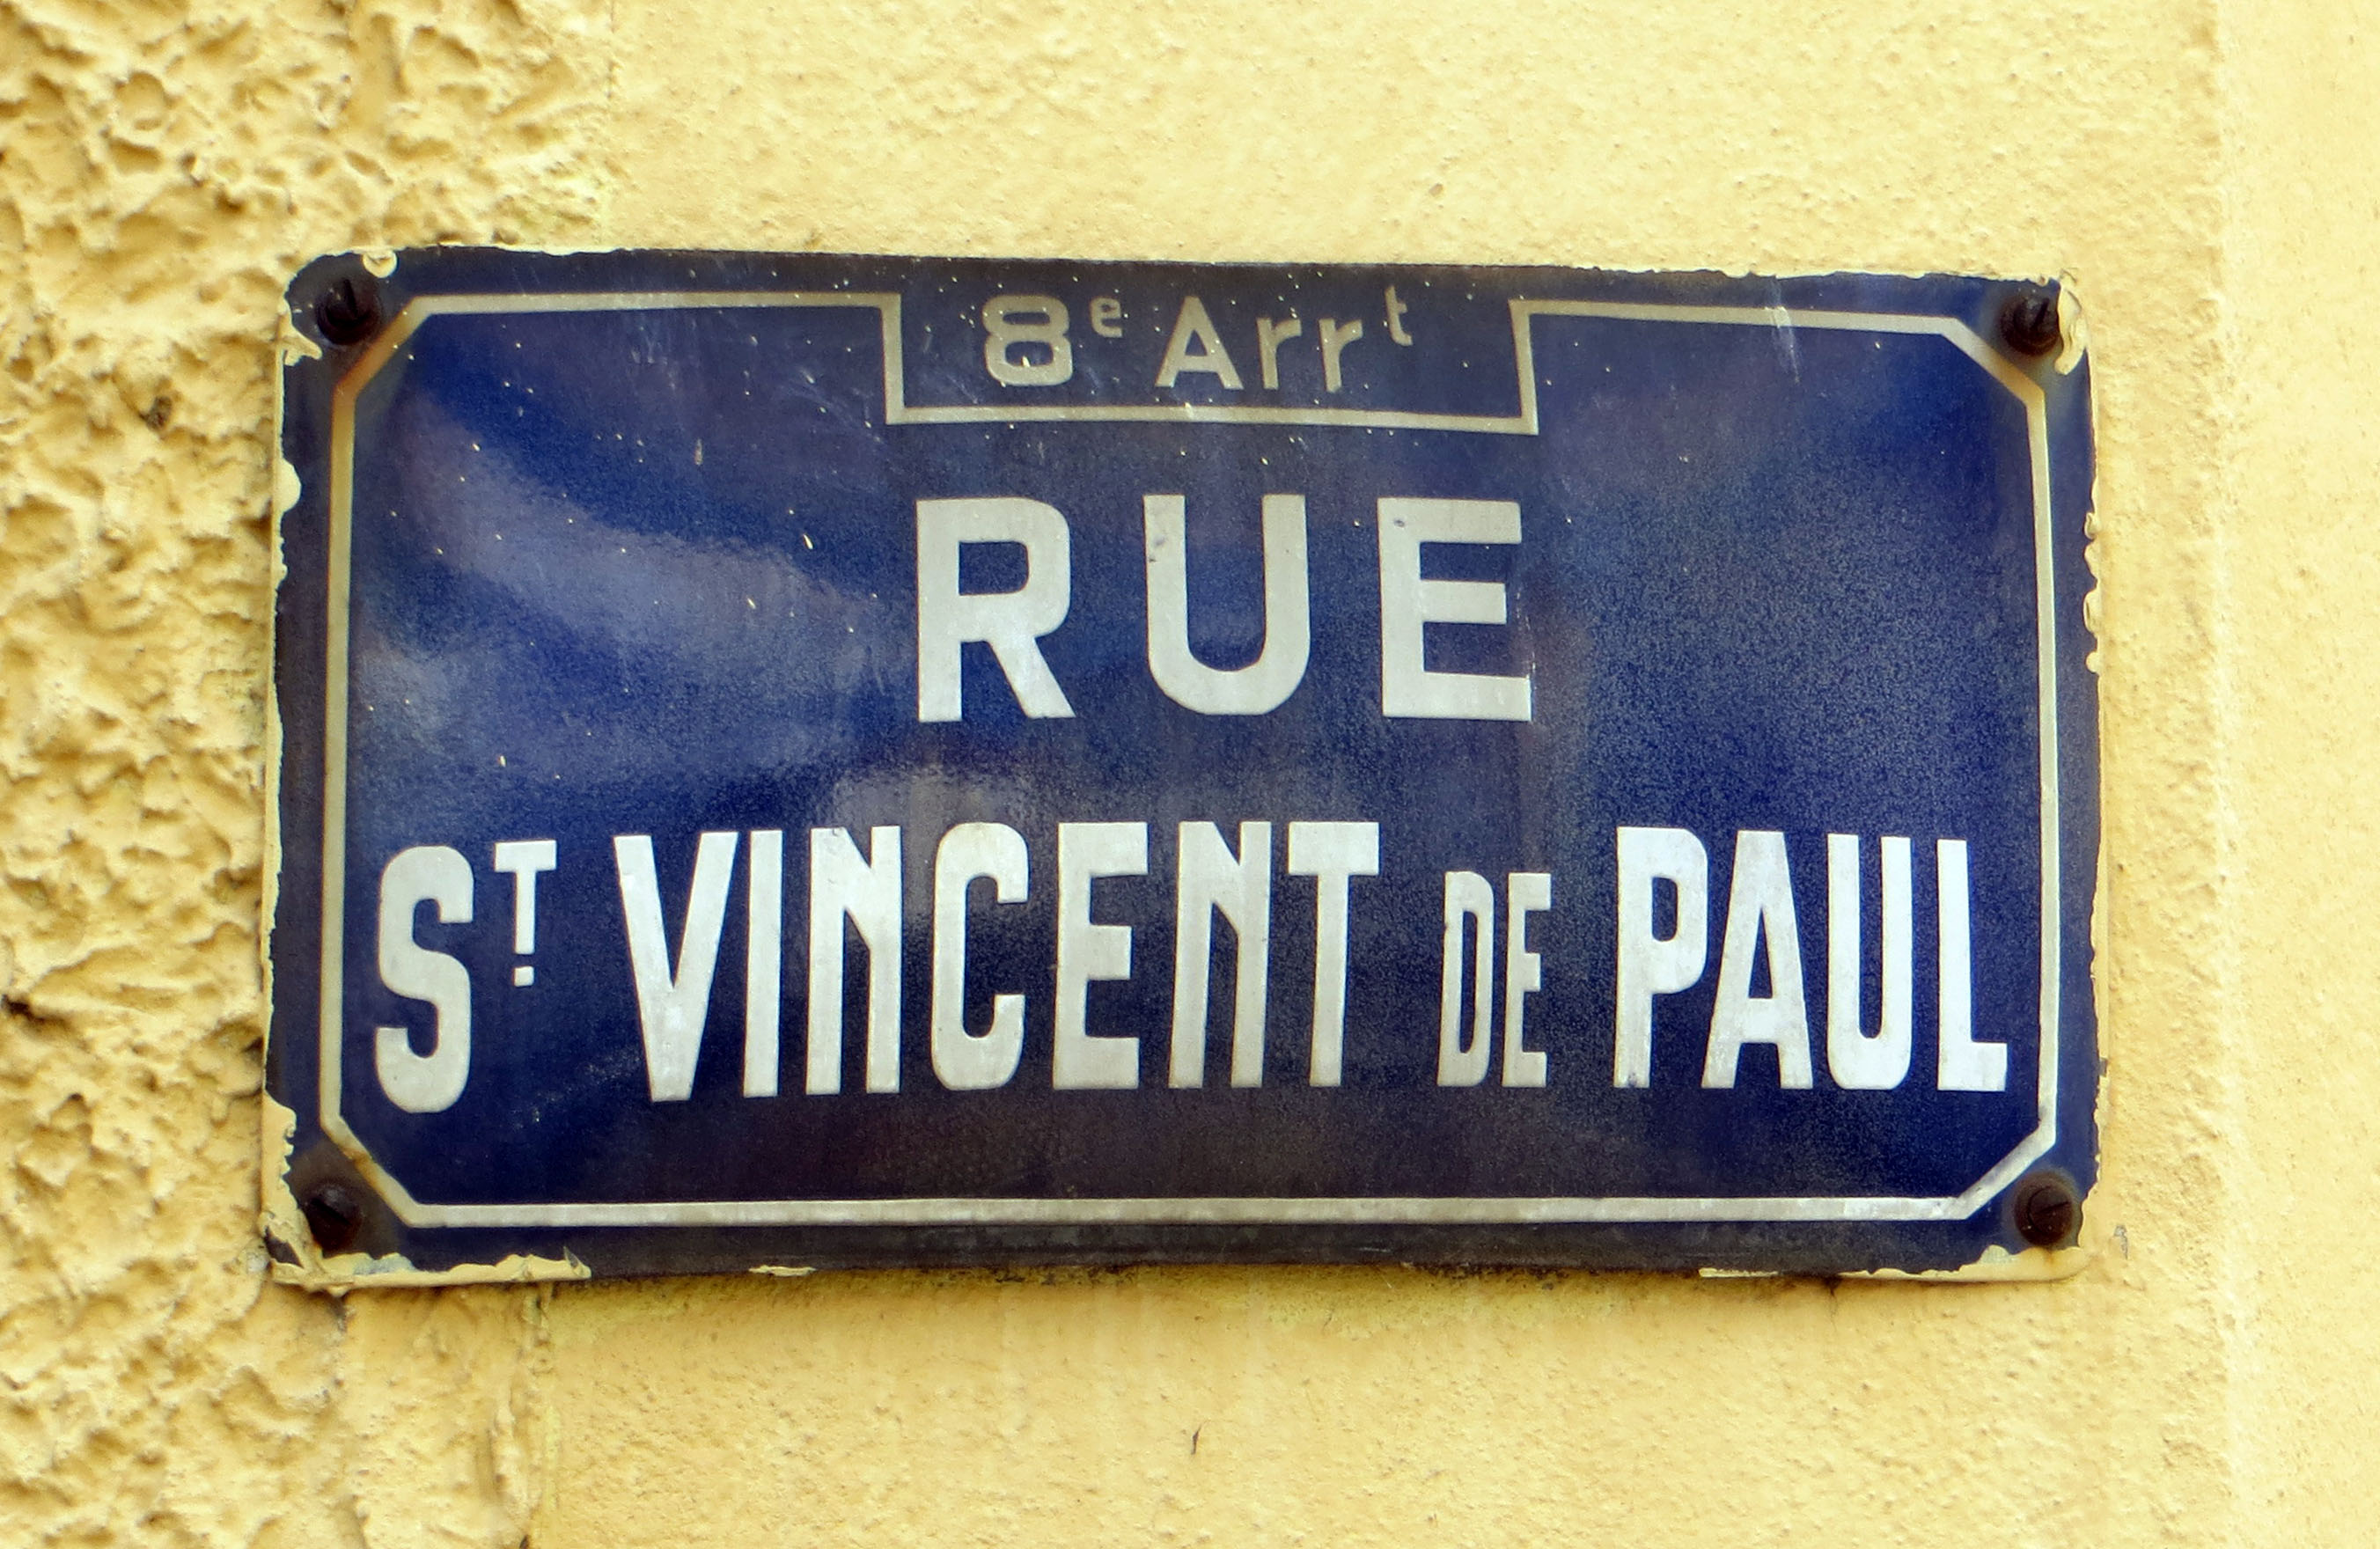 8e Arrt
RUE
ST. VINCENT DE PAUL